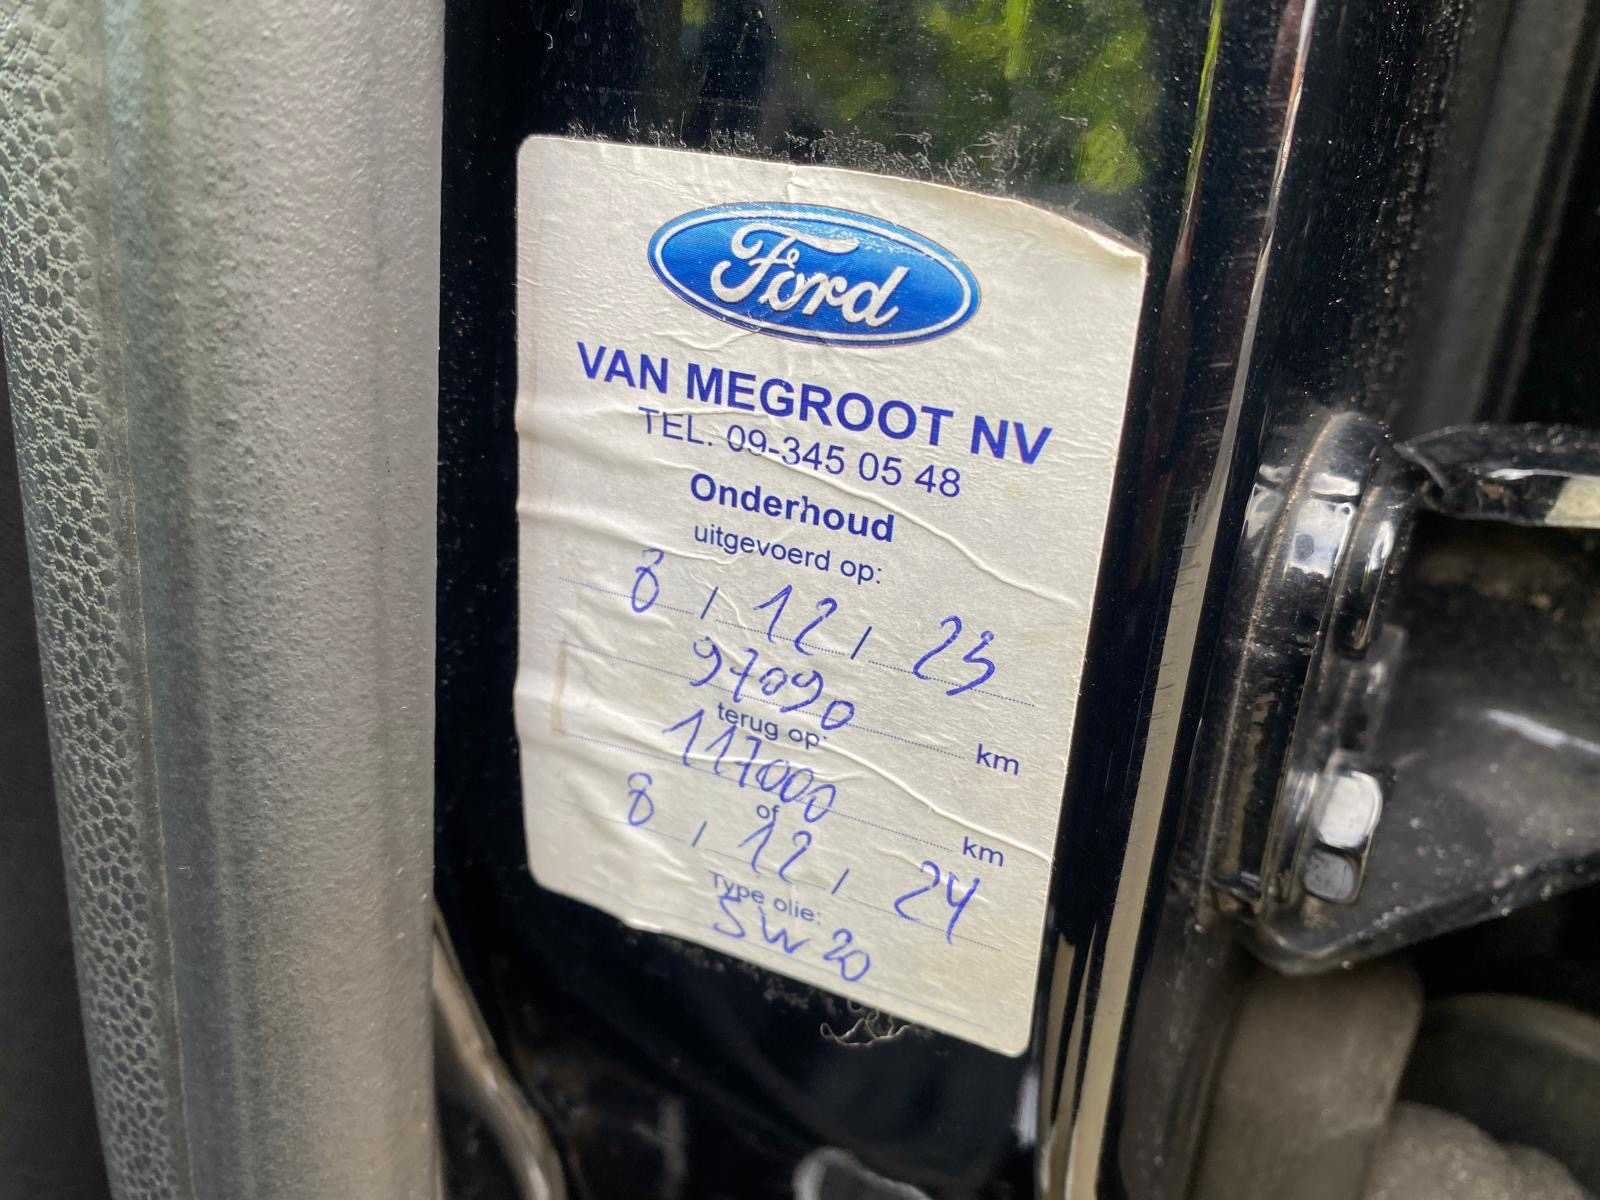 Ford
VAN MEGROOT NV
TEL. 09-345 05 48
Onderhoud
uitgevoerd op:
8 / 12 / 23
97090 km
terug op:
117000 km
of
8 / 12 / 24
Type olie:
5W20